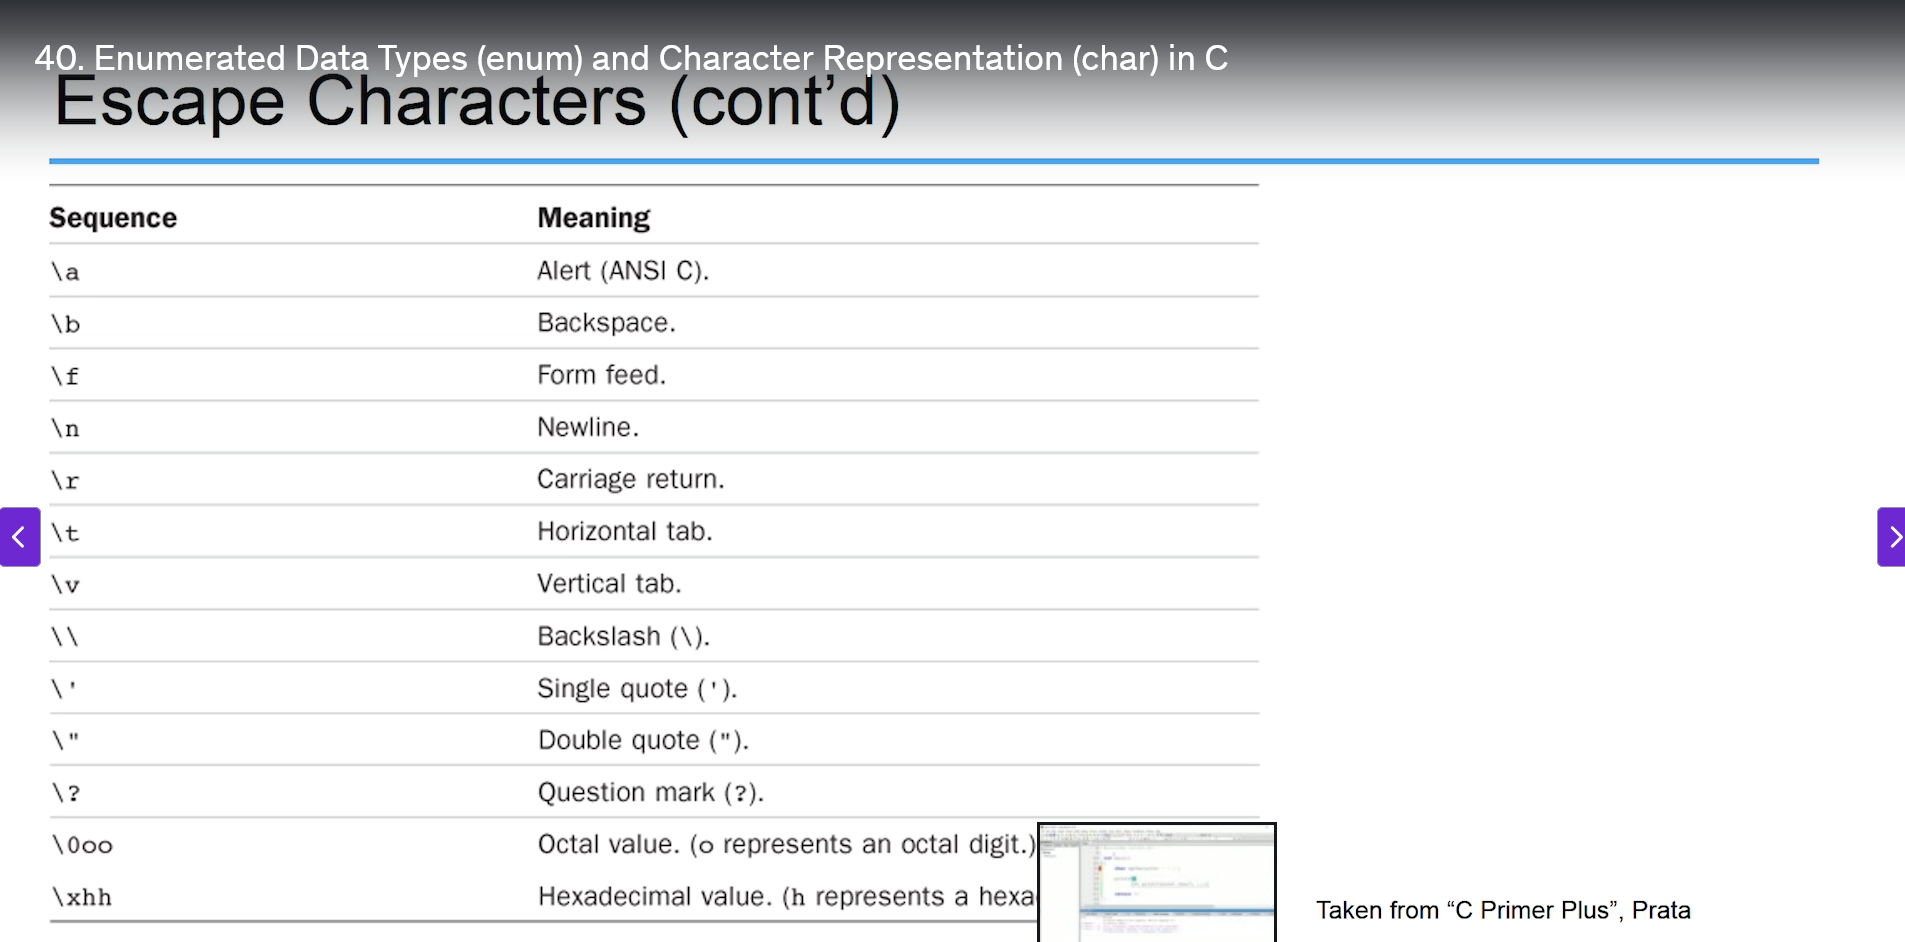 40. Enumerated Data Types (enum) and Character Representation (char) in C
Escape Characters (cont’d)
Sequence Meaning
\a Alert (ANSI C).
\b Backspace.
\f Form feed.
\n Newline.
\r Carriage return.
\t Horizontal tab.
\v Vertical tab.
\\ Backslash (\).
\' Single quote (').
\" Double quote (").
\? Question mark (?).
\0oo Octal value. (o represents an octal digit.)
\xhh Hexadecimal value. (h represents a hexa
Taken from “C Primer Plus”, Prata